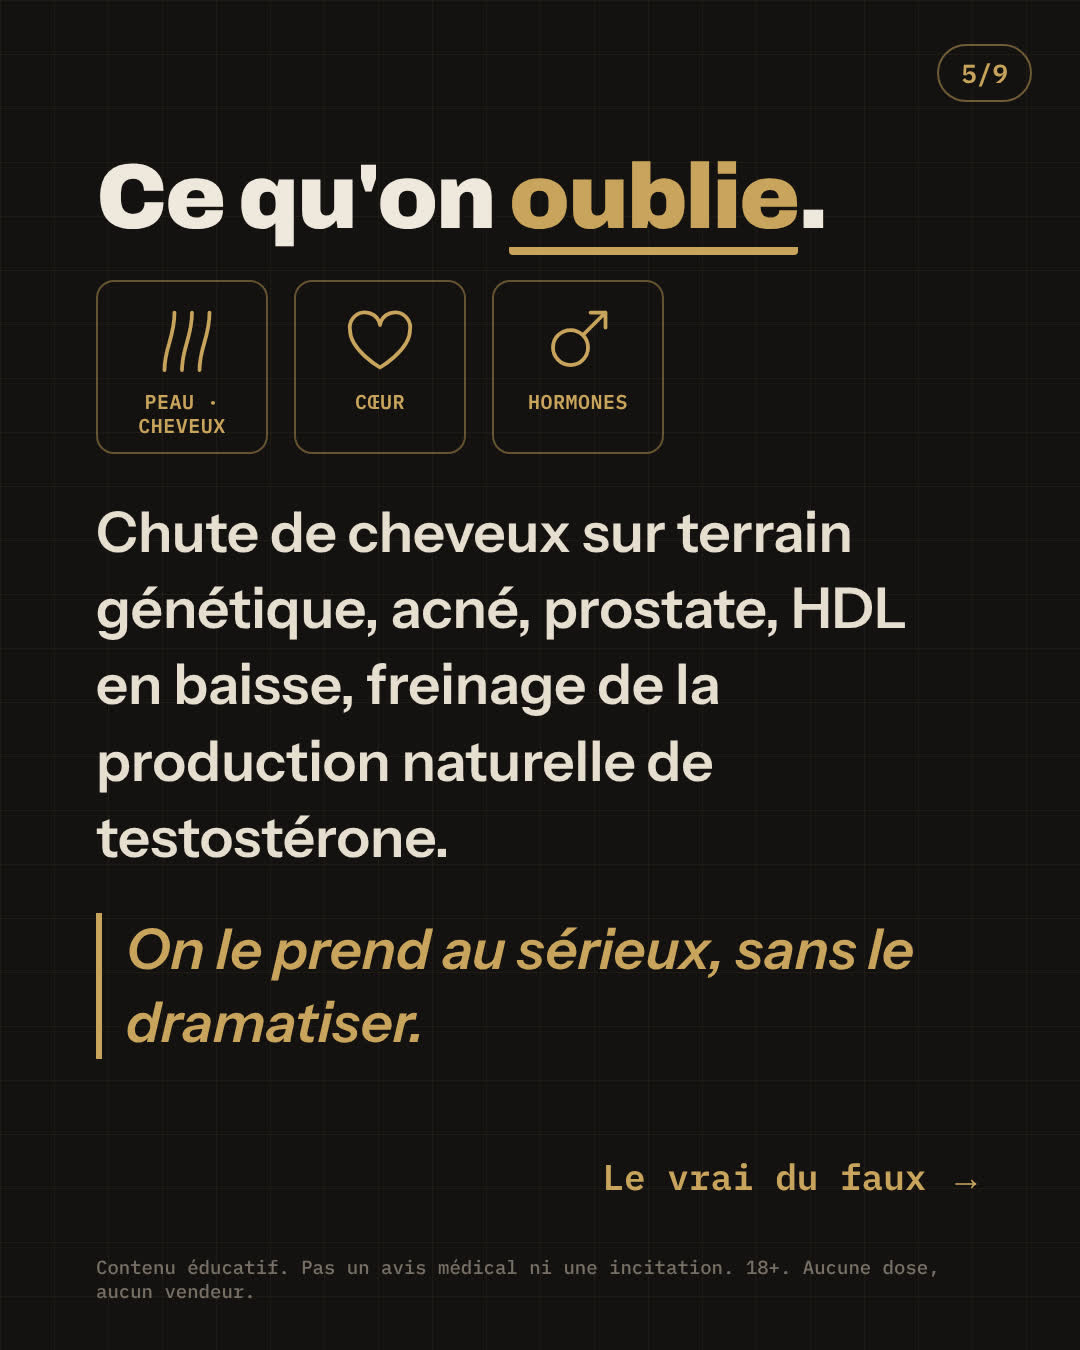 5/9
Ce qu'on oublie.
PEAU ·
CHEVEUX
CŒUR
HORMONES
Chute de cheveux sur terrain
génétique, acné, prostate, HDL
en baisse, freinage de la
production naturelle de
testostérone.
On le prend au sérieux, sans le
dramatiser.
Le vrai du faux →
Contenu éducatif. Pas un avis médical ni une incitation. 18+. Aucune dose,
aucun vendeur.